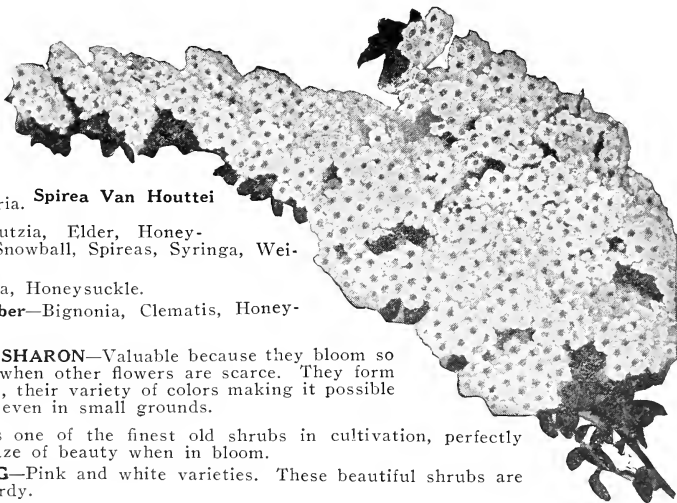 ria. Spirea Van Houttei
utzia, Elder, Honey-
Snowball, Spireas, Syringa, Wei-
a, Honeysuckle.
ber—Bignonia, Clematis, Honey-
SHARON—Valuable because they bloom so
when other flowers are scarce. They form
, their variety of colors making it possible
even in small grounds.
s one of the finest old shrubs in cultivation, perfectly
ze of beauty when in bloom.
G—Pink and white varieties. These beautiful shrubs are
rdy.